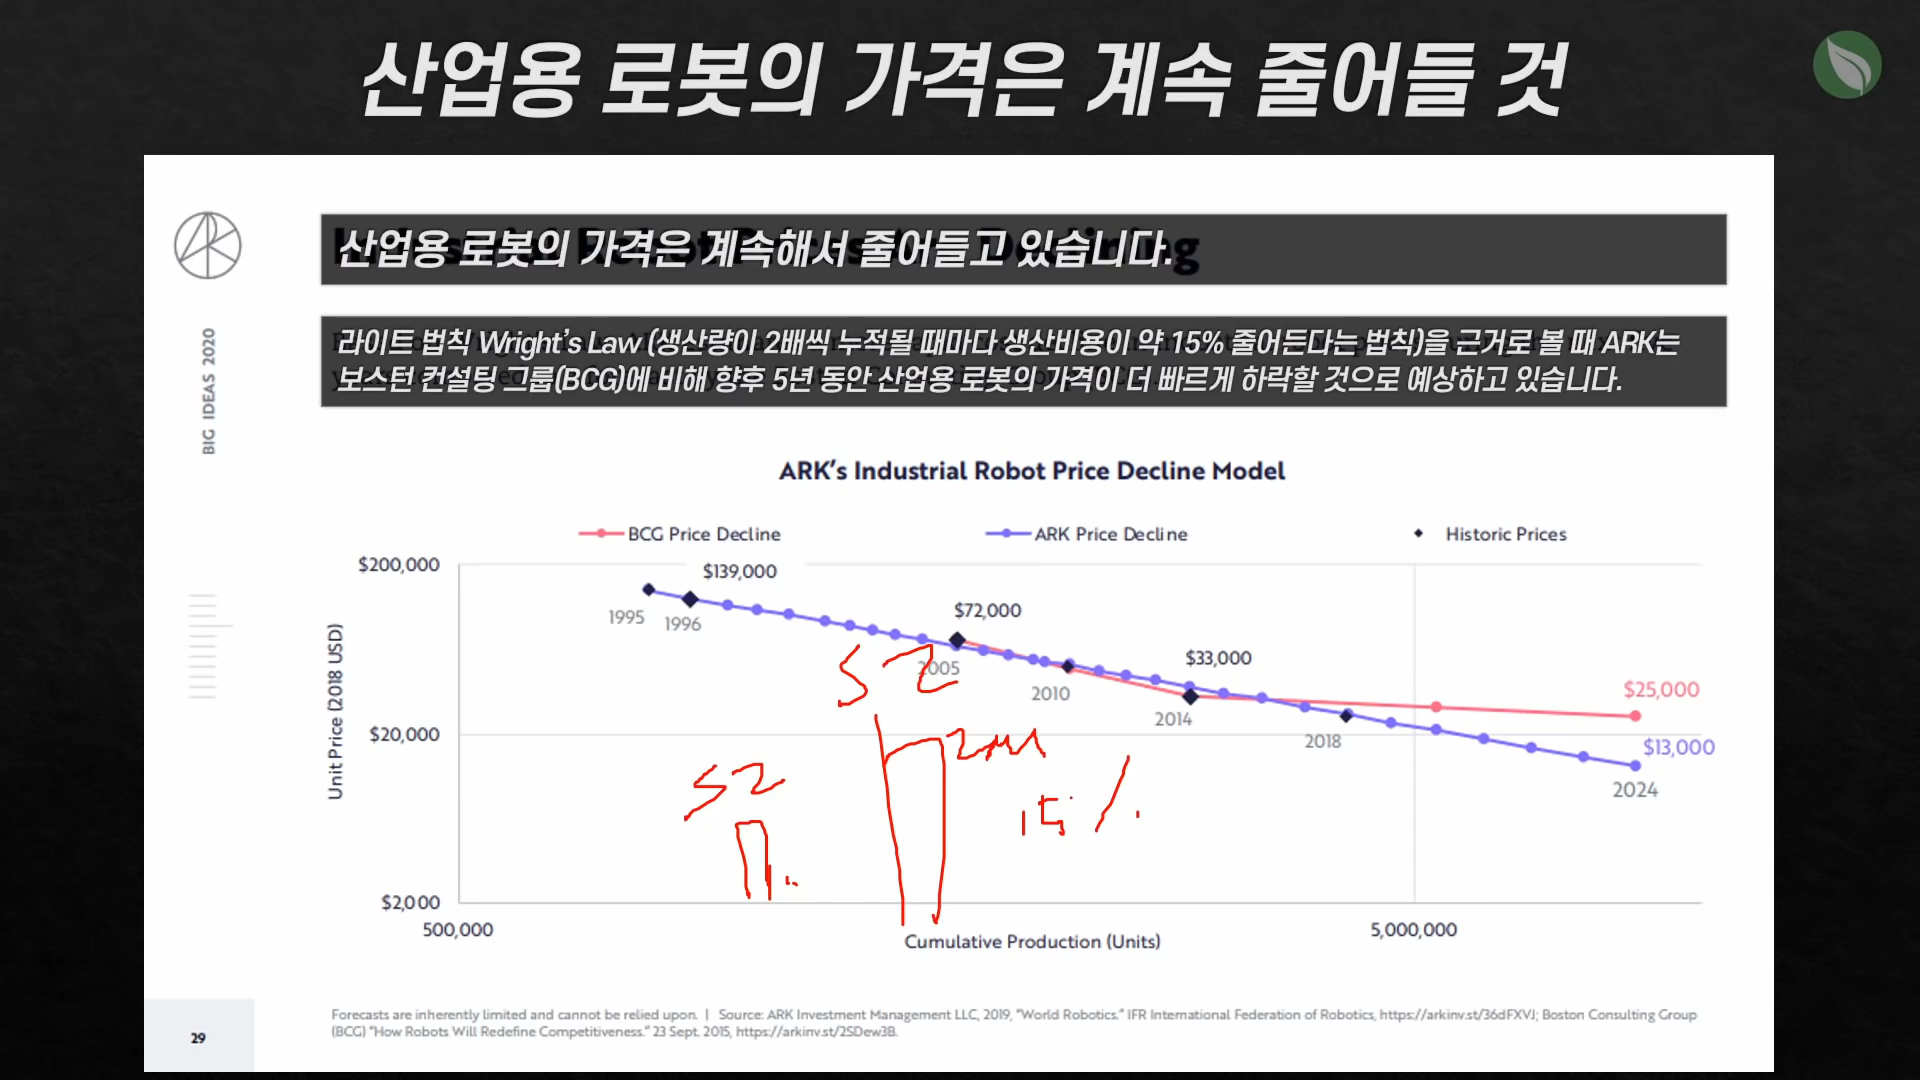 산업용 로봇의 가격은 계속 줄어들 것
산업용 로봇의 가격은 계속해서 줄어들고 있습니다.
BIG IDEAS 2020
라이트 법칙 Wright's Law (생산량이 2배씩 누적될 때마다 생산비용이 약 15% 줄어든다는 법칙)을 근거로 볼 때 ARK는
보스턴 컨설팅 그룹(BCG)에 비해 향후 5년 동안 산업용 로봇의 가격이 더 빠르게 하락할 것으로 예상하고 있습니다.
ARK's Industrial Robot Price Decline Model
BCG Price Decline
ARK Price Decline
Historic Prices
Unit Price (2018 USD)
$200,000
$20,000
$2,000
$139,000
1995
1996
$72,000
2005
2010
$33,000
2014
2018
$25,000
$13,000
2024
15%
500,000
5,000,000
Cumulative Production (Units)
Forecasts are inherently limited and cannot be relied upon. | Source: ARK Investment Management LLC, 2019, "World Robotics." IFR International Federation of Robotics, https://arkinv.st/36dFXVJ; Boston Consulting Group
(BCG) "How Robots Will Redefine Competitiveness." 23 Sept. 2015, https://arkinv.st/2SDew3B.
29